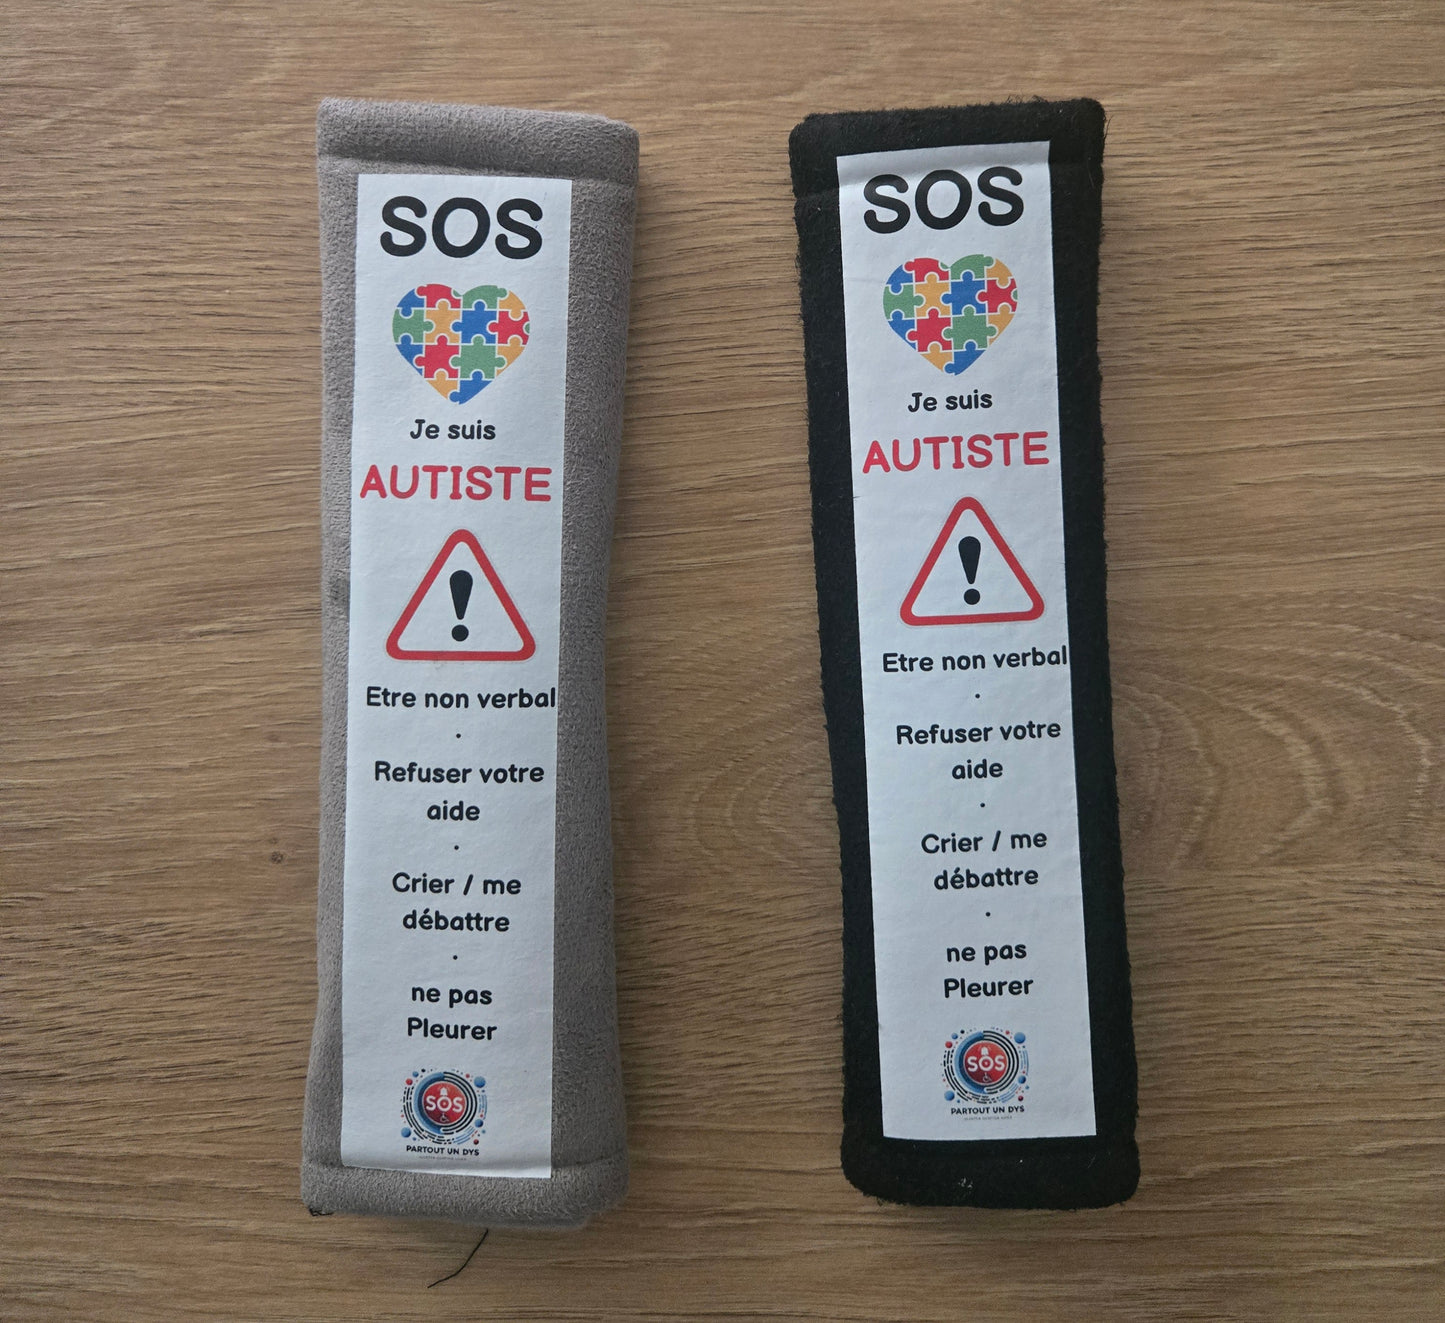 SOS
Je suis
AUTISTE
Etre non verbal
.
Refuser votre
aide
.
Crier / me
débattre
.
ne pas
Pleurer
SOS
PARTOUT UN DYS
SOS
Je suis
AUTISTE
Etre non verbal
.
Refuser votre
aide
.
Crier / me
débattre
.
ne pas
Pleurer
SOS
PARTOUT UN DYS